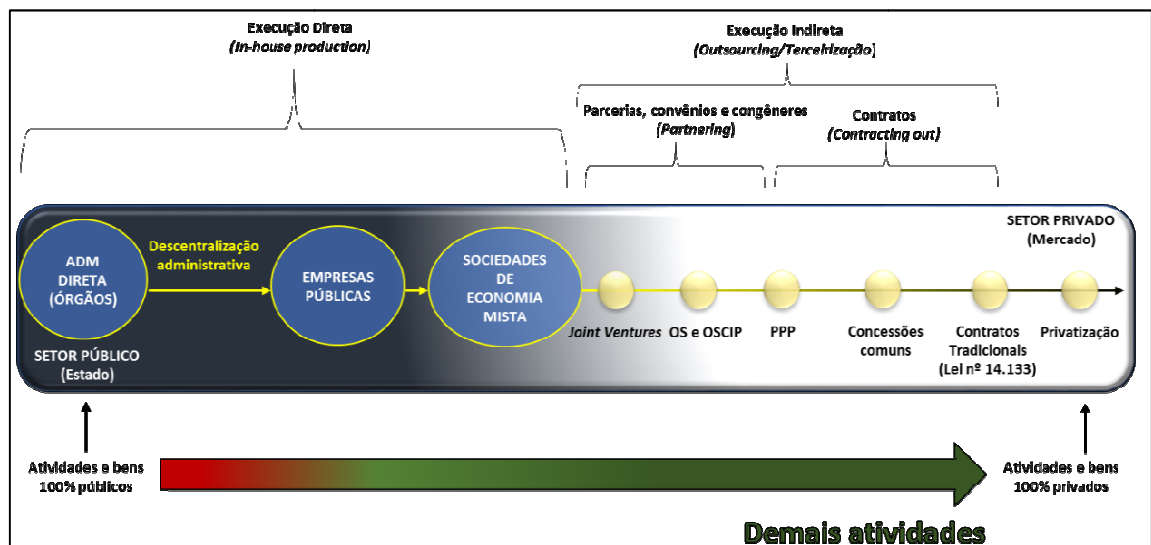 Execução Direta
(In-house production)
Execução Indireta
(Outsourcing/Terceirização)
Parcerias, convênios e congêneres
(Partnering)
Contratos
(Contracting out)
SETOR PRIVADO
(Mercado)
ADM
DIRETA
(ÓRGÃOS)
Descentralização
administrativa
EMPRESAS
PÚBLICAS
SOCIEDADES
DE
ECONOMIA
MISTA
Joint Ventures
OS e OSCIP
PPP
Concessões
comuns
Contratos
Tradicionais
(Lei nº 14.133)
Privatização
SETOR PÚBLICO
(Estado)
Atividades e bens
100% públicos
Atividades e bens
100% privados
Demais atividades